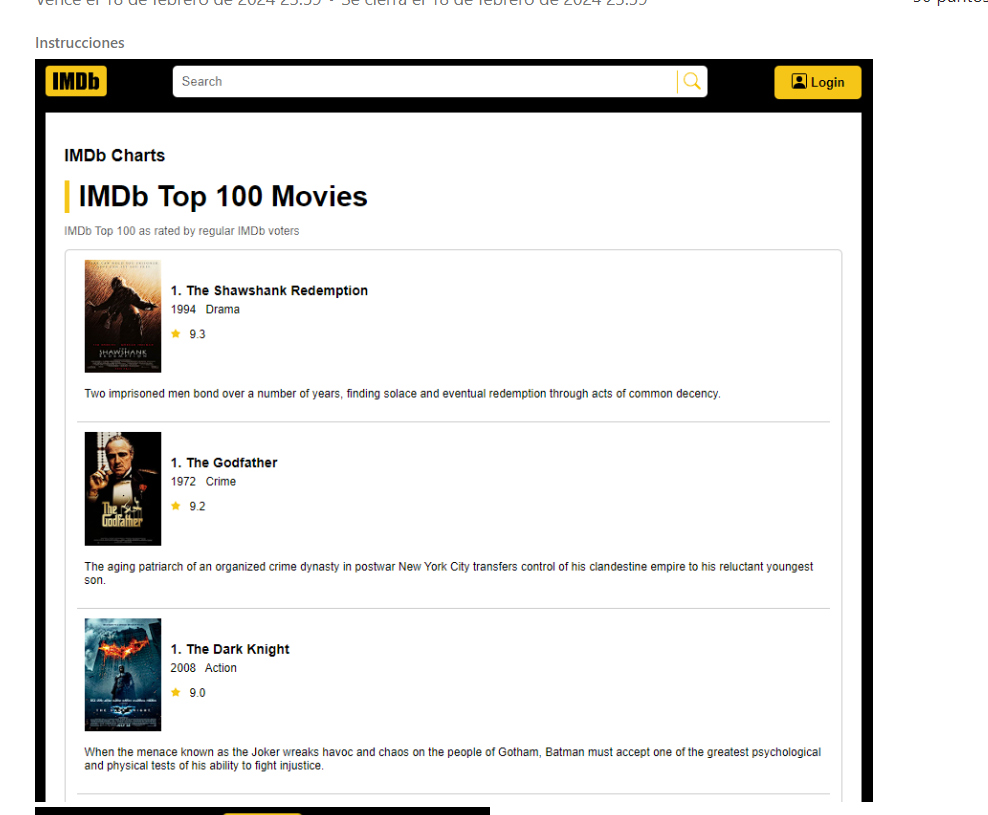 Vence el 18 de febrero de 2024 23:59 • Se cierra el 18 de febrero de 2024 23:59
Instrucciones
IMDb
Search
Login
IMDb Charts
IMDb Top 100 Movies
IMDb Top 100 as rated by regular IMDb voters
1. The Shawshank Redemption
1994 Drama
9.3
SHAWSHANK
REDEMPTION
Two imprisoned men bond over a number of years, finding solace and eventual redemption through acts of common decency.
1. The Godfather
1972 Crime
9.2
The
Godfather
The aging patriarch of an organized crime dynasty in postwar New York City transfers control of his clandestine empire to his reluctant youngest
son.
1. The Dark Knight
2008 Action
9.0
THE DARK KNIGHT
When the menace known as the Joker wreaks havoc and chaos on the people of Gotham, Batman must accept one of the greatest psychological
and physical tests of his ability to fight injustice.